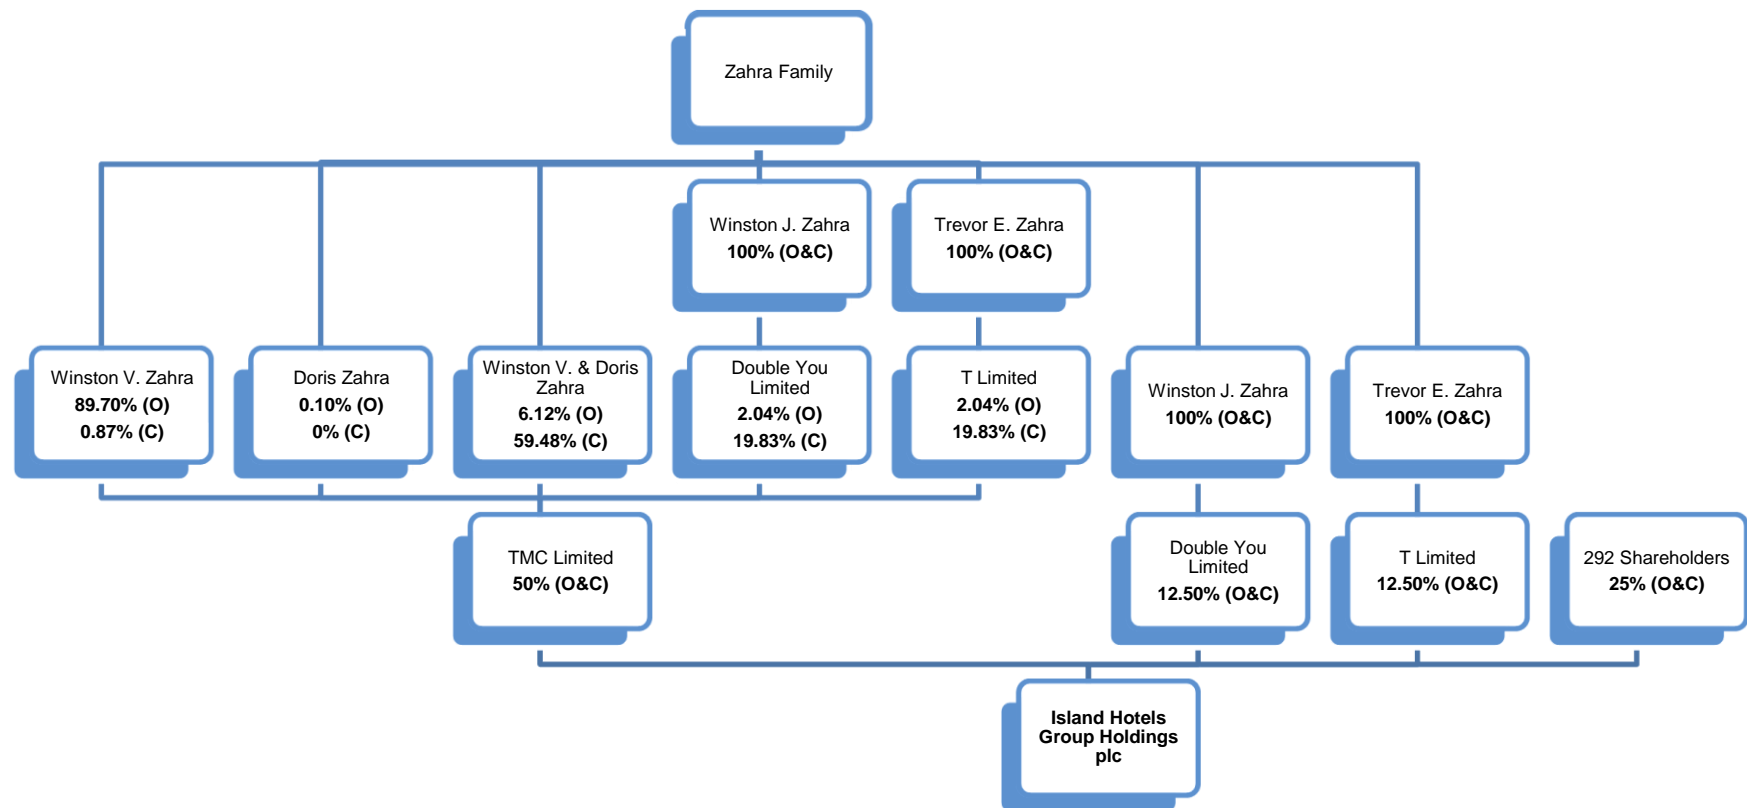 Zahra Family
Winston J. Zahra
100% (O&C)
Trevor E. Zahra
100% (O&C)
Winston V. Zahra
89.70% (O)
0.87% (C)
Doris Zahra
0.10% (O)
0% (C)
Winston V. & Doris
Zahra
6.12% (O)
59.48% (C)
Double You
Limited
2.04% (O)
19.83% (C)
T Limited
2.04% (O)
19.83% (C)
Winston J. Zahra
100% (O&C)
Trevor E. Zahra
100% (O&C)
TMC Limited
50% (O&C)
Double You
Limited
12.50% (O&C)
T Limited
12.50% (O&C)
292 Shareholders
25% (O&C)
Island Hotels
Group Holdings
plc